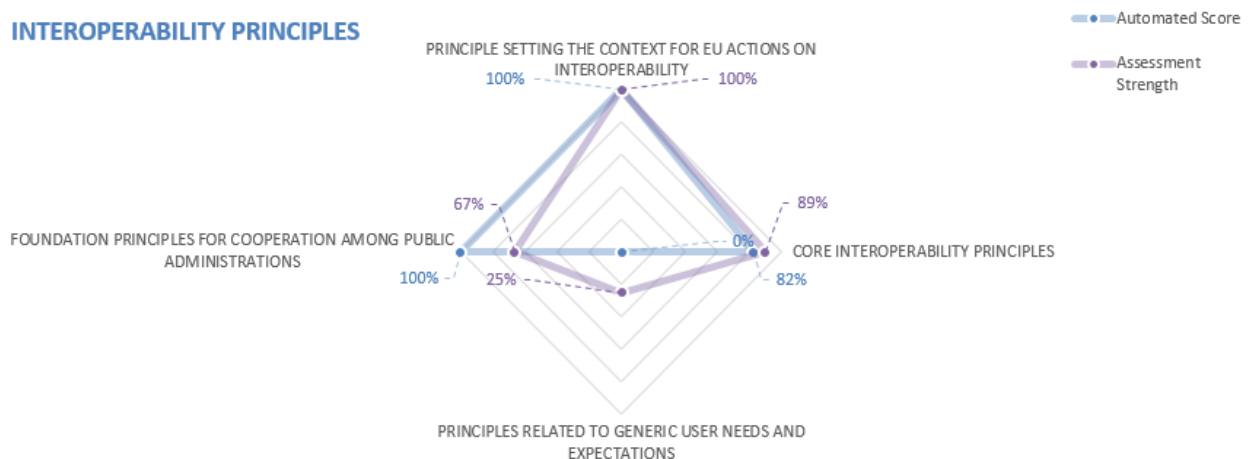 INTEROPERABILITY PRINCIPLES
Automated Score
Assessment
Strength
PRINCIPLE SETTING THE CONTEXT FOR EU ACTIONS ON
INTEROPERABILITY
100%
100%
67%
89%
FOUNDATION PRINCIPLES FOR COOPERATION AMONG PUBLIC
ADMINISTRATIONS
0%
CORE INTEROPERABILITY PRINCIPLES
100%
25%
82%
PRINCIPLES RELATED TO GENERIC USER NEEDS AND
EXPECTATIONS